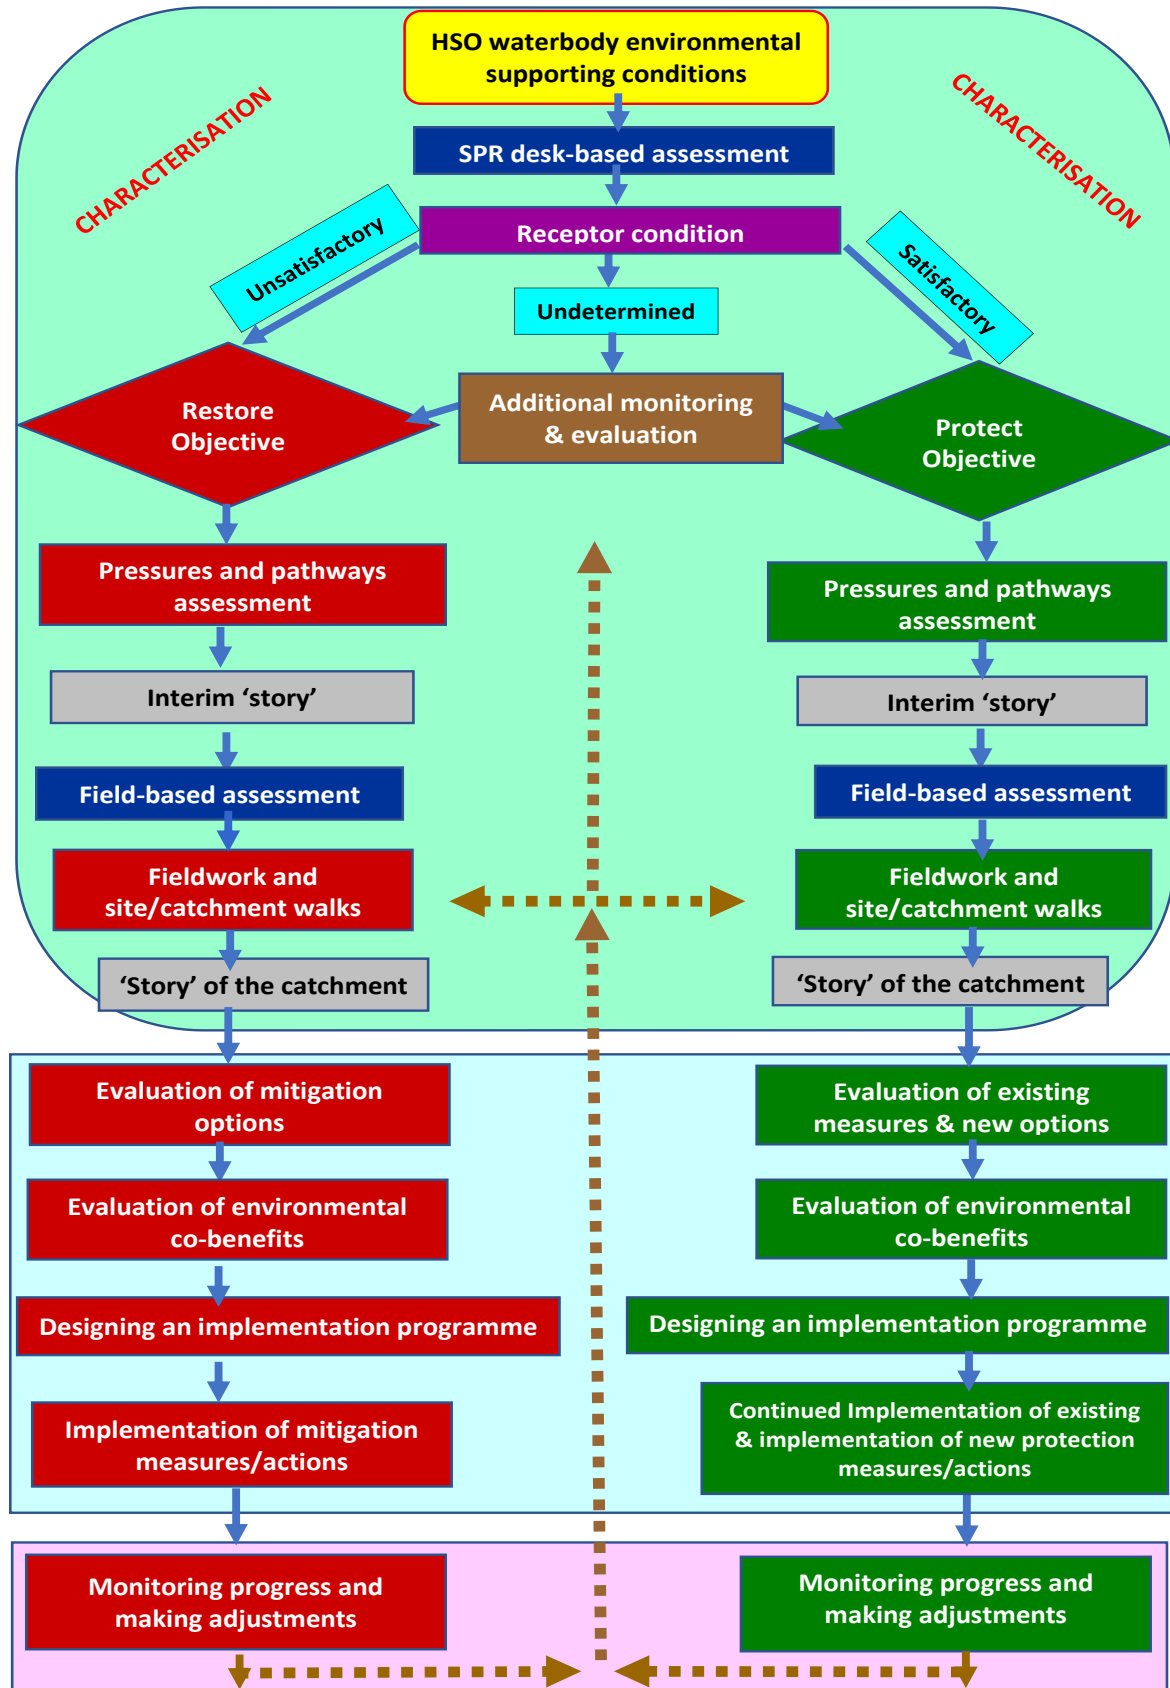 HSO waterbody environmental
supporting conditions
CHARACTERISATION
CHARACTERISATION
SPR desk-based assessment
Receptor condition
Unsatisfactory
Undetermined
Satisfactory
Restore
Objective
Additional monitoring
& evaluation
Protect
Objective
Pressures and pathways
assessment
Interim ‘story’
Field-based assessment
Fieldwork and
site/catchment walks
‘Story’ of the catchment
Pressures and pathways
assessment
Interim ‘story’
Field-based assessment
Fieldwork and
site/catchment walks
‘Story’ of the catchment
Evaluation of mitigation
options
Evaluation of environmental
co-benefits
Designing an implementation programme
Implementation of mitigation
measures/actions
Evaluation of existing
measures & new options
Evaluation of environmental
co-benefits
Designing an implementation programme
Continued Implementation of existing
& implementation of new protection
measures/actions
Monitoring progress and
making adjustments
Monitoring progress and
making adjustments